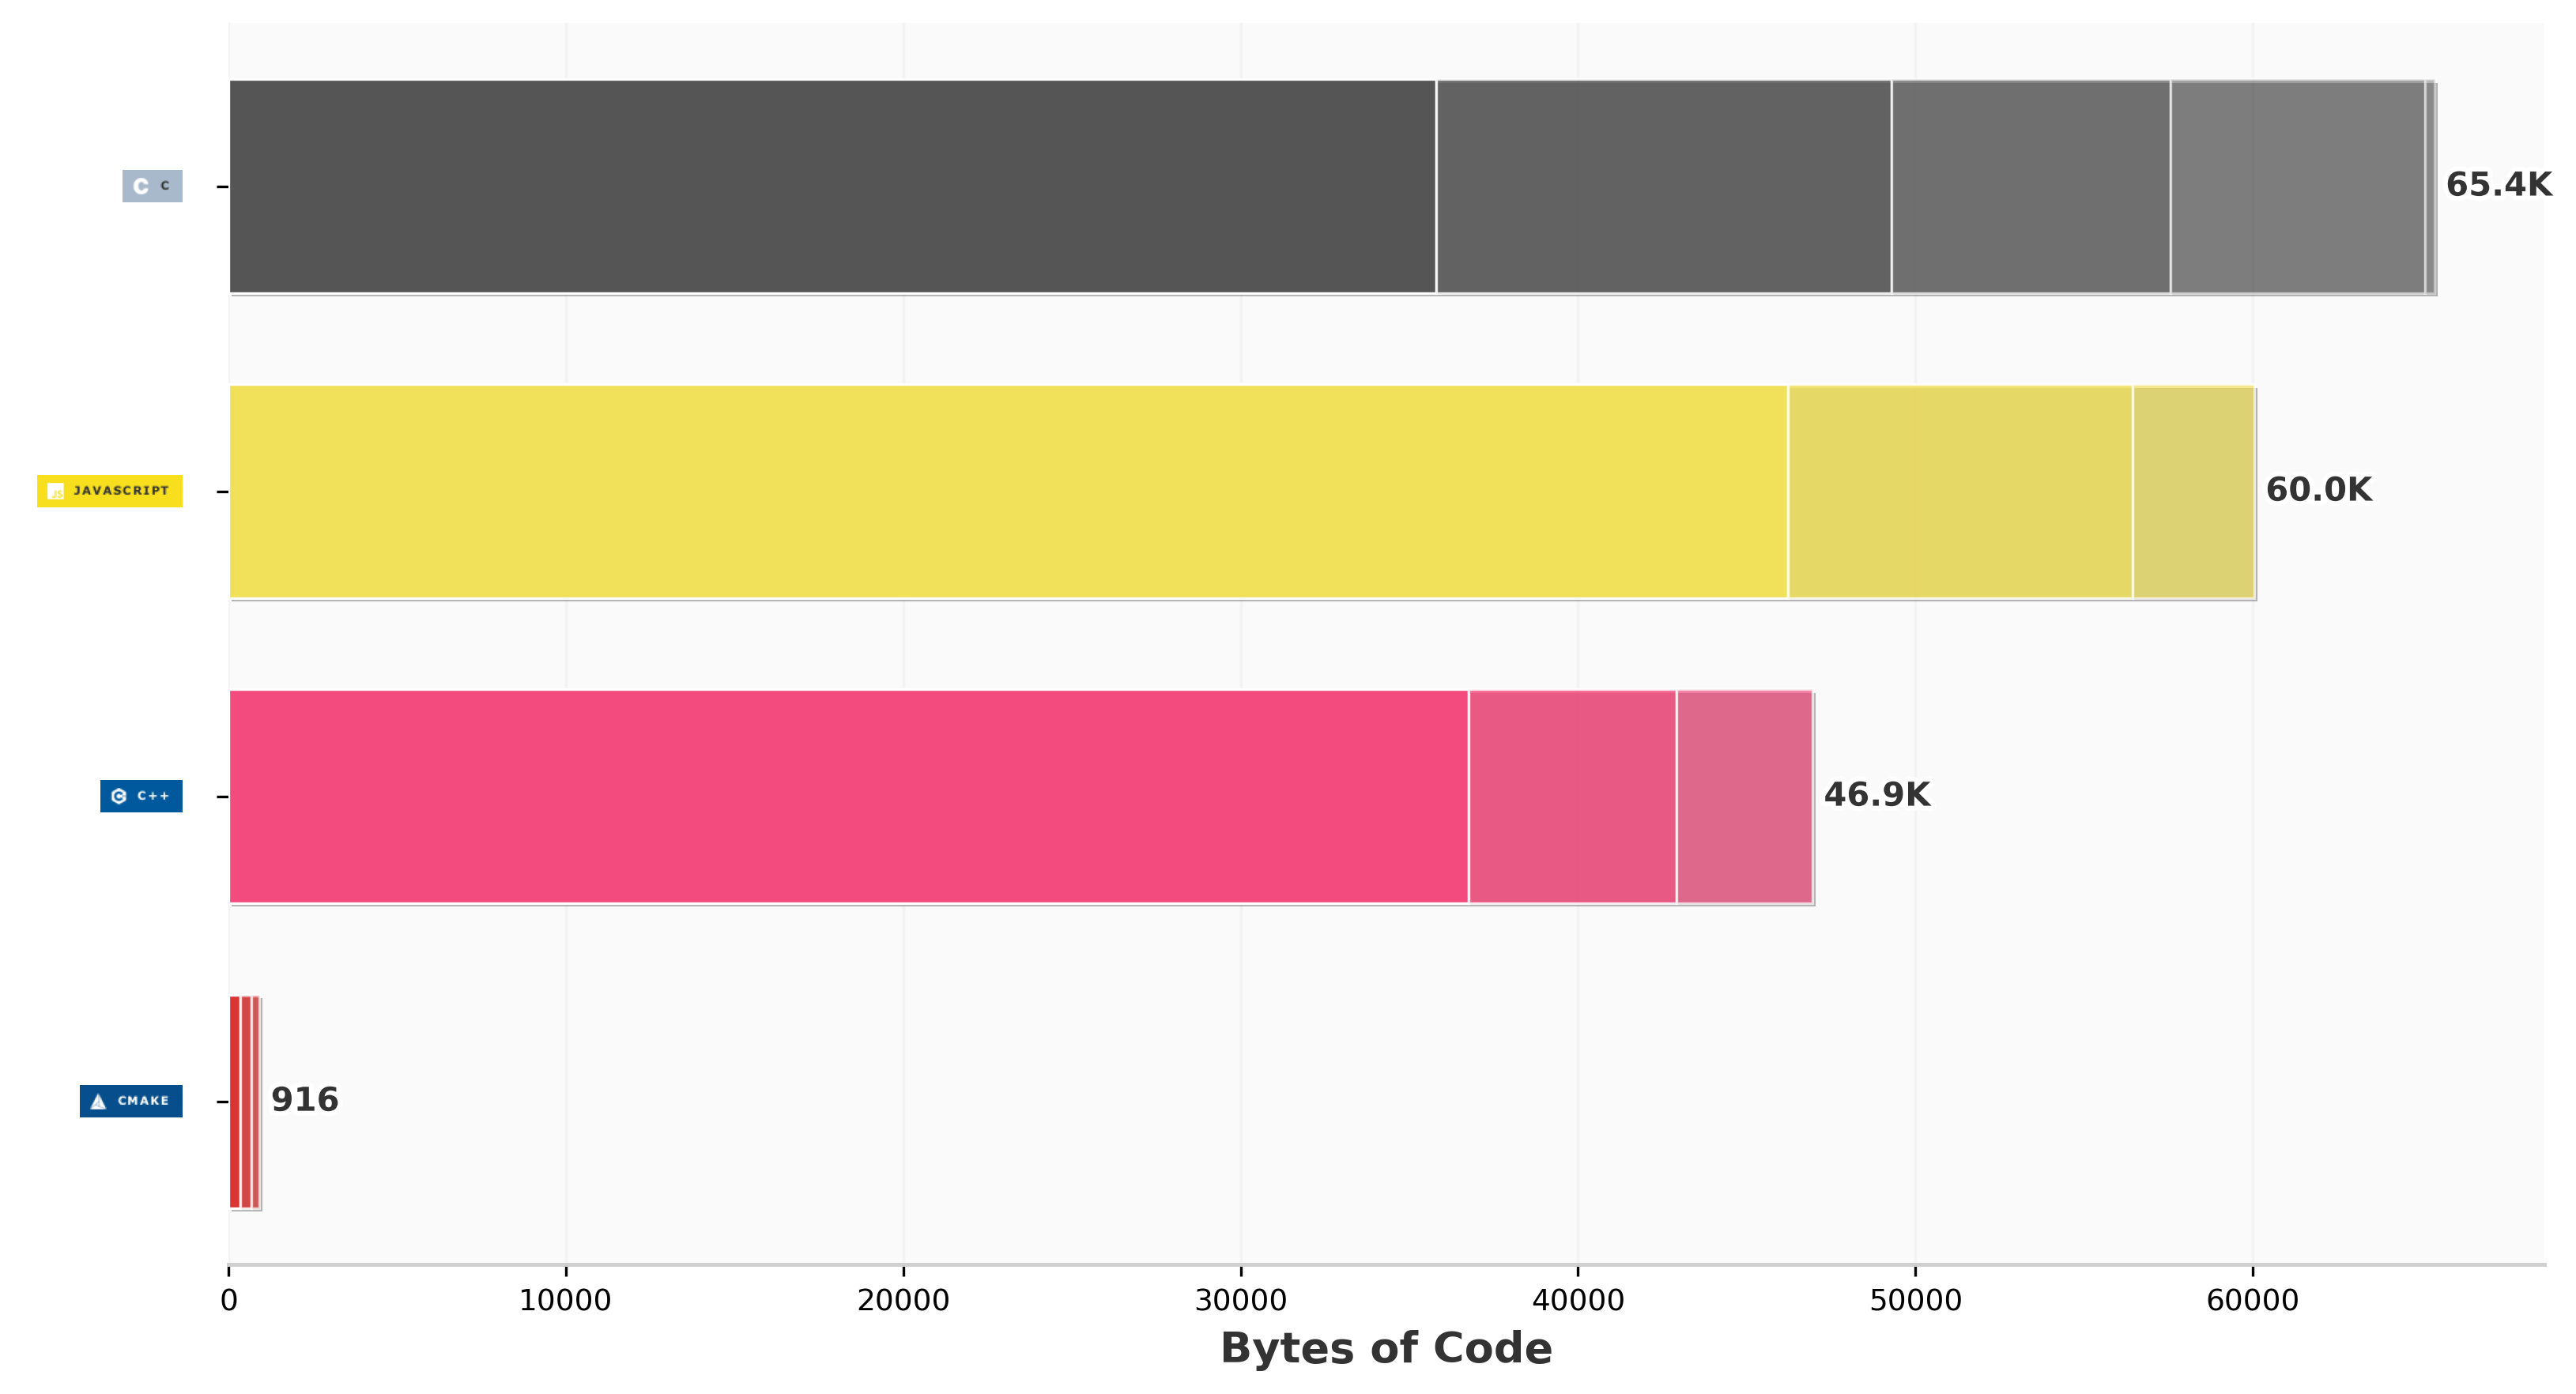 C C
65.4K
JS JAVASCRIPT
60.0K
C C++
46.9K
CMAKE
916
0 10000 20000 30000 40000 50000 60000
Bytes of Code